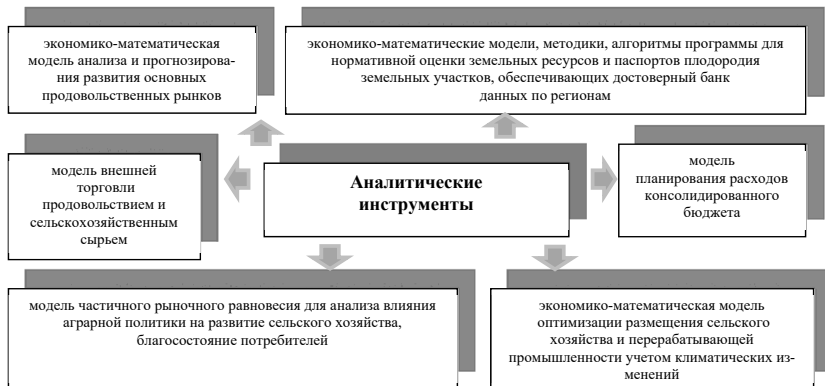 экономико-математическая
модель анализа и прогнозирова-
ния развития основных
продовольственных рынков
экономико-математические модели, методики, алгоритмы программы для
нормативной оценки земельных ресурсов и паспортов плодородия
земельных участков, обеспечивающих достоверный банк
данных по регионам
модель внешней
торговли
продовольствием и
сельскохозяйственным
сырьем
Аналитические
инструменты
модель
планирования расходов
консолидированного
бюджета
модель частичного рыночного равновесия для анализа влияния
аграрной политики на развитие сельского хозяйства,
благосостояние потребителей
экономико-математическая модель
оптимизации размещения сельского
хозяйства и перерабатывающей
промышленности учетом климатических из-
менений